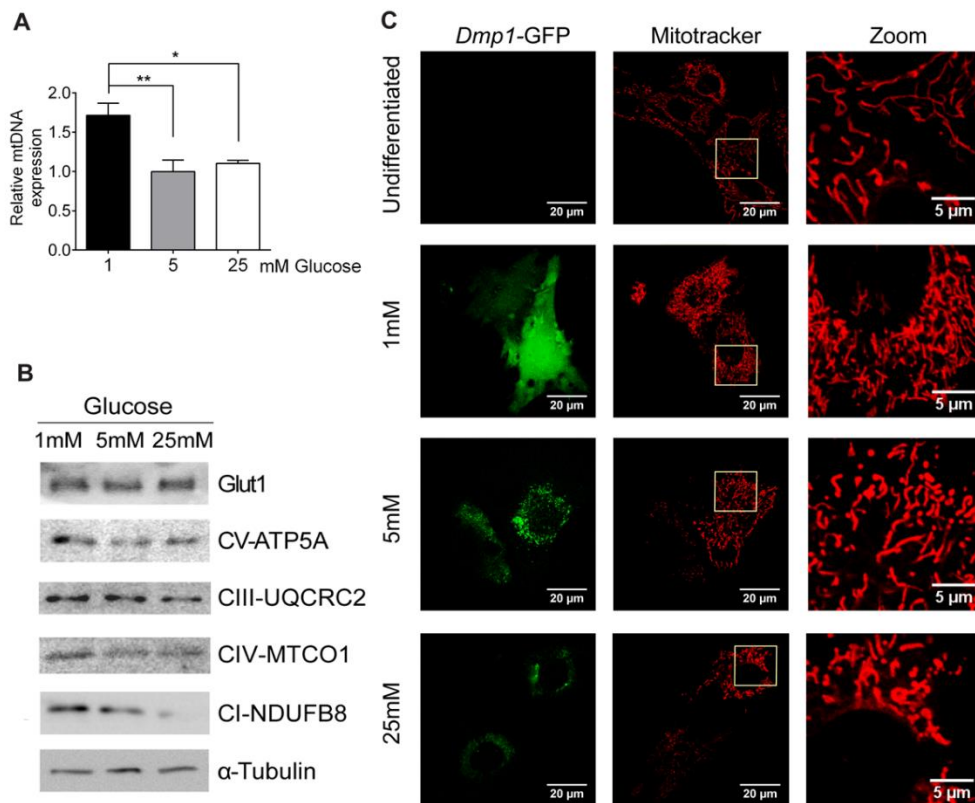 A
*
**
Relative mtDNA
expression
2.0
1.5
1.0
0.5
0.0
1 5 25 mM Glucose
B
Glucose
1mM 5mM 25mM
Glut1
CV-ATP5A
CIII-UQCRC2
CIV-MTCO1
CI-NDUFB8
α-Tubulin
C
Dmp1-GFP Mitotracker Zoom
Undifferentiated
20 µm 20 µm 5 µm
1mM
20 µm 20 µm 5 µm
5mM
20 µm 20 µm 5 µm
25mM
20 µm 20 µm 5 µm